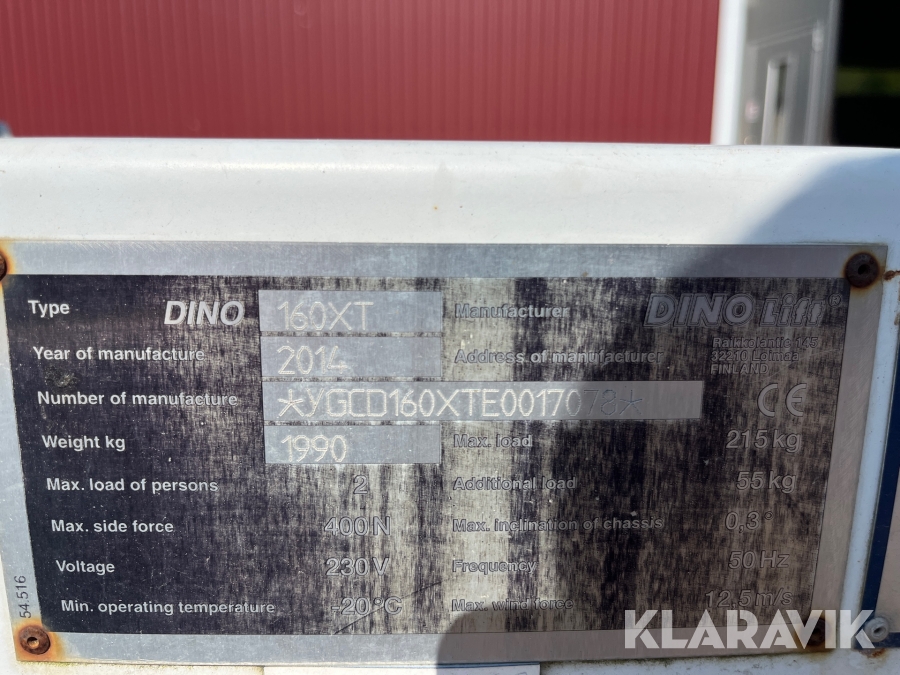 Type DINO 160XT Manufacturer DINO Lift®
Year of manufacture 2014 Address of manufacturer Raikkolantie 145
32210 Loimaa
FINLAND
Number of manufacture *YGCD160XTE0017078* CE
Weight kg 1990 Max. load 215 kg
Max. load of persons 2 Additional load 55 kg
Max. side force 400 N Max. inclination of chassis 0,3°
Voltage 230 V Frequency 50 Hz
Min. operating temperature -20 °C Max. wind force 12,5 m/s
54.516
KLARAVIK